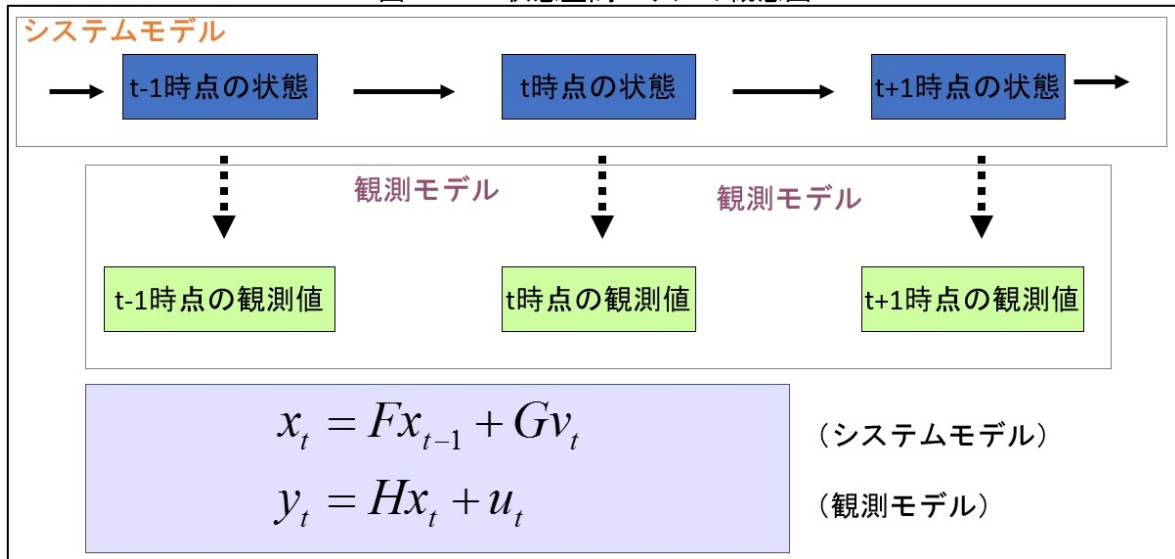 システムモデル
t-1時点の状態
t時点の状態
t+1時点の状態
観測モデル
観測モデル
t-1時点の観測値
t時点の観測値
t+1時点の観測値
x_t = Fx_{t-1} + Gv_t
（システムモデル）
y_t = Hx_t + u_t
（観測モデル）